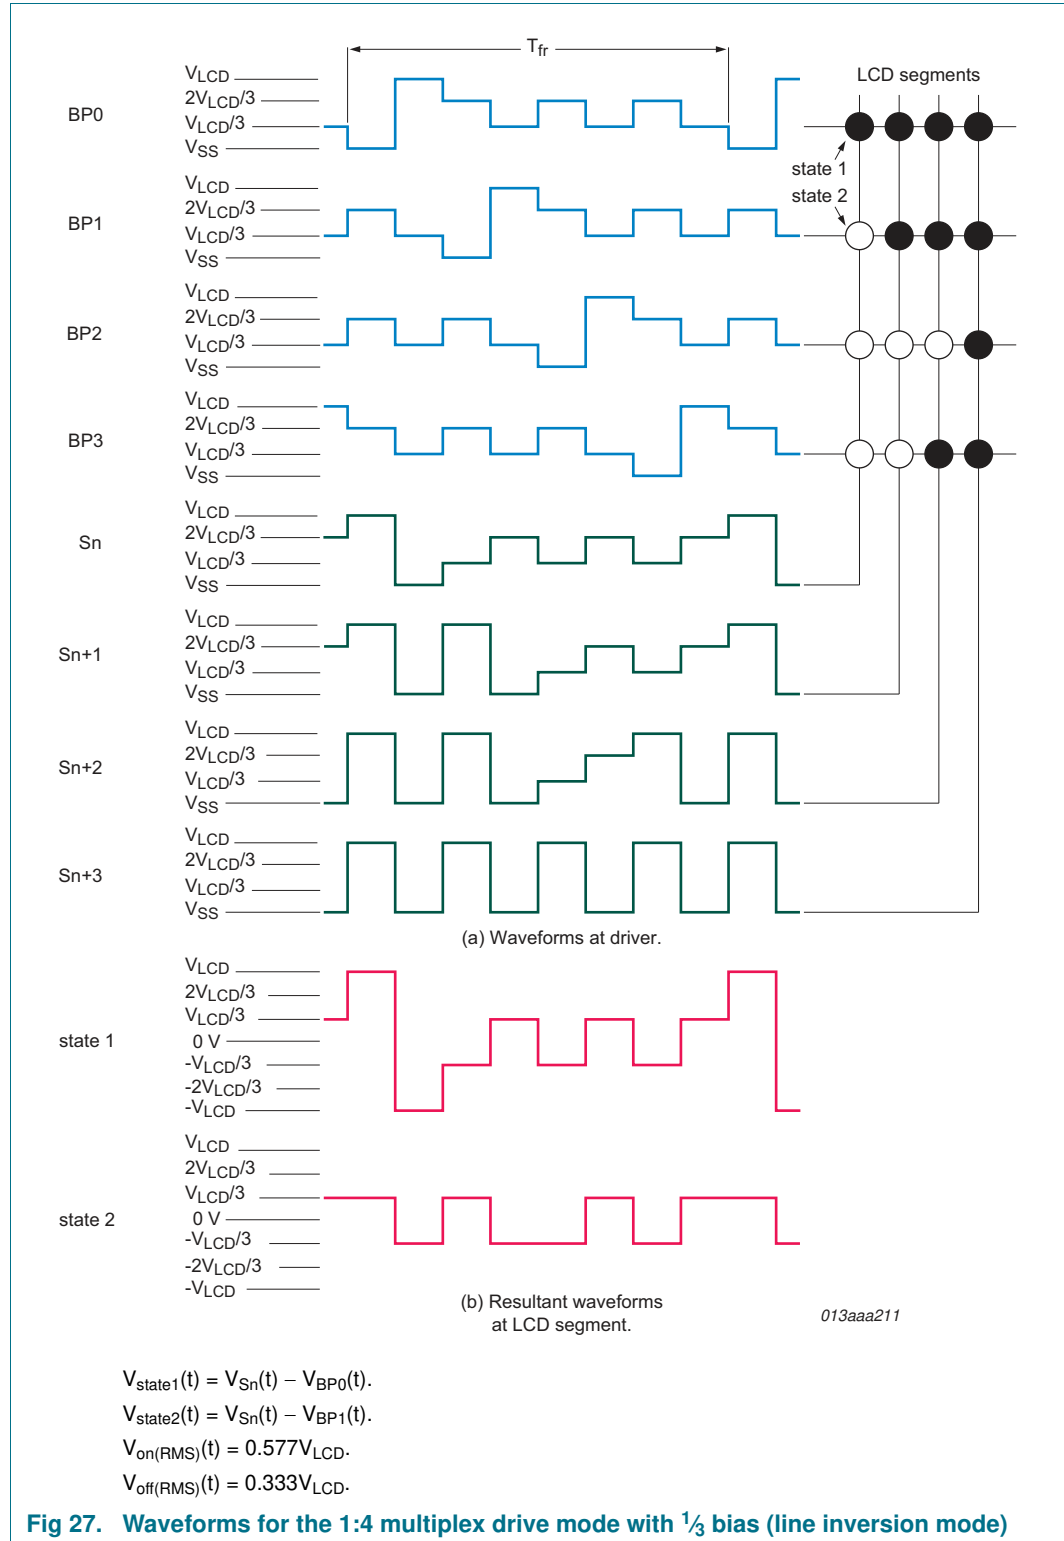 Tfr
LCD segments
BP0
VLCD
2VLCD/3
VLCD/3
VSS
state 1
state 2
BP1
VLCD
2VLCD/3
VLCD/3
VSS
BP2
VLCD
2VLCD/3
VLCD/3
VSS
BP3
VLCD
2VLCD/3
VLCD/3
VSS
Sn
VLCD
2VLCD/3
VLCD/3
VSS
Sn+1
VLCD
2VLCD/3
VLCD/3
VSS
Sn+2
VLCD
2VLCD/3
VLCD/3
VSS
Sn+3
VLCD
2VLCD/3
VLCD/3
VSS
(a) Waveforms at driver.
state 1
VLCD
2VLCD/3
VLCD/3
0 V
-VLCD/3
-2VLCD/3
-VLCD
state 2
VLCD
2VLCD/3
VLCD/3
0 V
-VLCD/3
-2VLCD/3
-VLCD
(b) Resultant waveforms
at LCD segment.
013aaa211
Vstate1(t) = VSn(t) − VBP0(t).
Vstate2(t) = VSn(t) − VBP1(t).
Von(RMS)(t) = 0.577VLCD.
Voff(RMS)(t) = 0.333VLCD.
Fig 27. Waveforms for the 1:4 multiplex drive mode with 1⁄3 bias (line inversion mode)